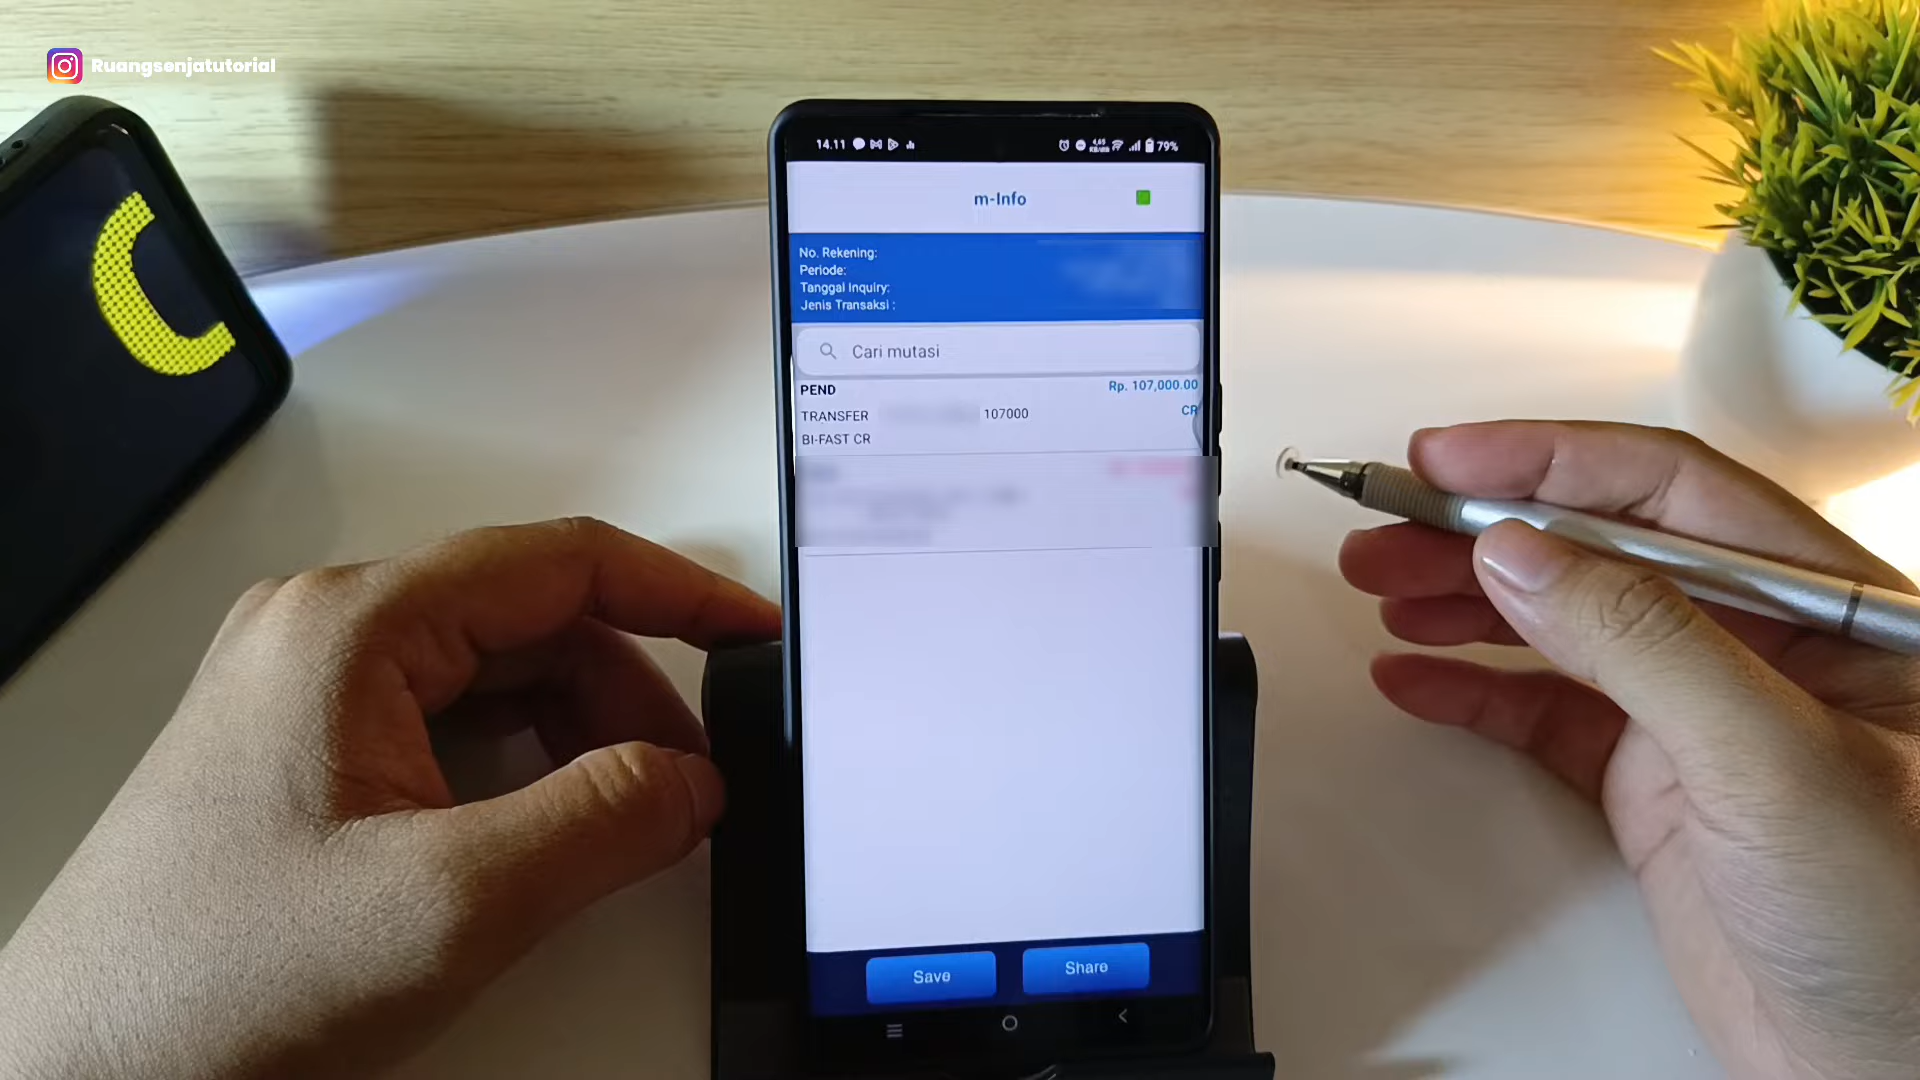 Ruangsenjatutorial
14.11 79%
m-Info
No. Rekening:
Periode:
Tanggal Inquiry:
Jenis Transaksi :
Cari mutasi
PEND Rp. 107,000.00
TRANSFER 107000 CR
BI-FAST CR
Save Share